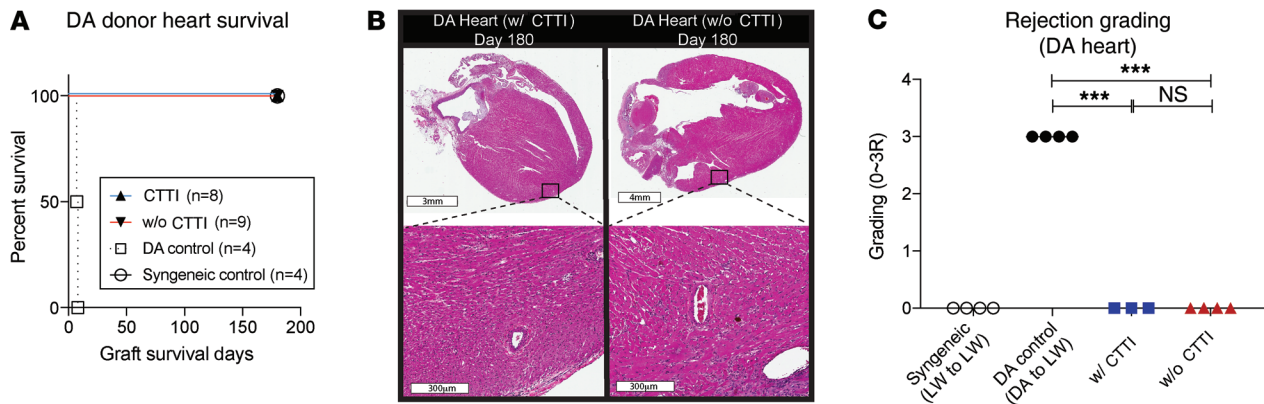 A
DA donor heart survival
Percent survival
100
50
0
0
50
100
150
200
Graft survival days
CTTI (n=8)
w/o CTTI (n=9)
DA control (n=4)
Syngeneic control (n=4)
B
DA Heart (w/ CTTI)
Day 180
DA Heart (w/o CTTI)
Day 180
3mm
4mm
300µm
300µm
C
Rejection grading
(DA heart)
Grading (0~3R)
4
3
2
1
0
***
***
NS
Syngeneic
(LW to LW)
DA control
(DA to LW)
w/ CTTI
w/o CTTI